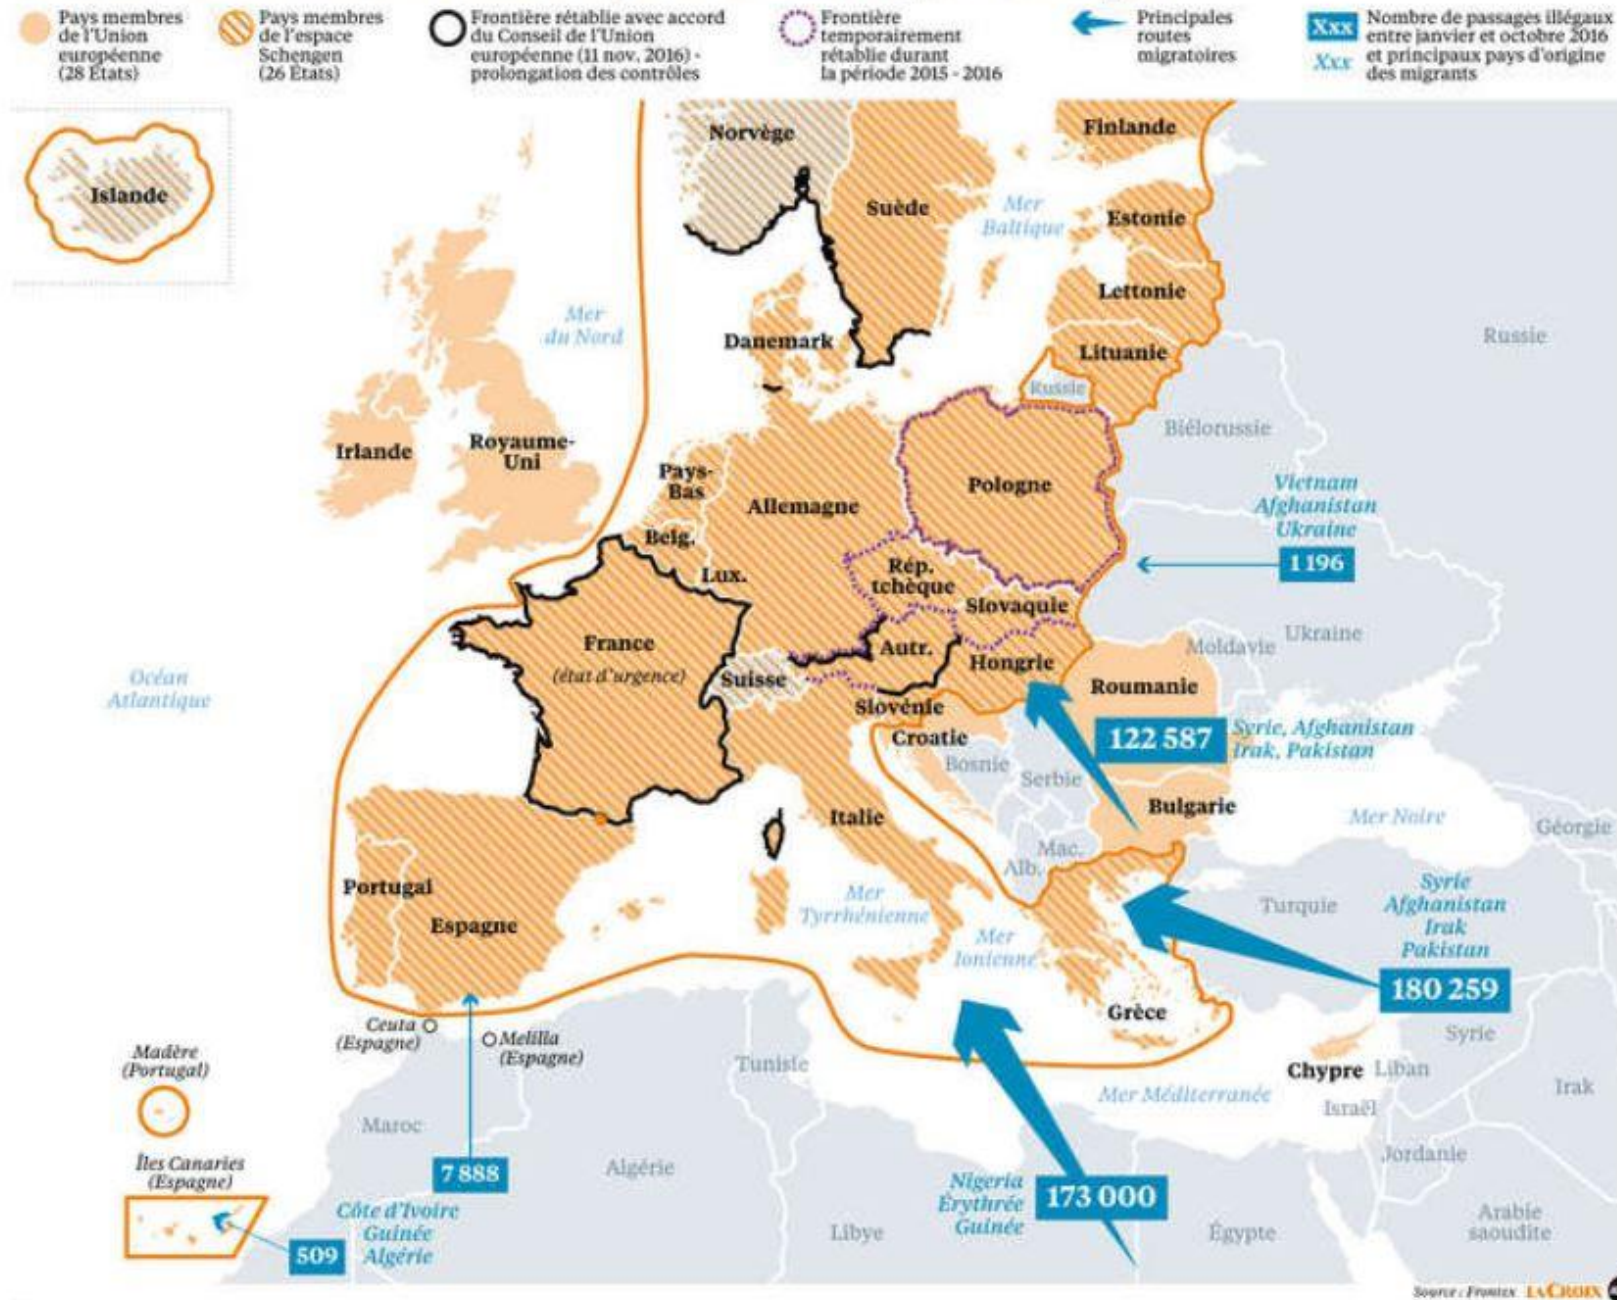 Pays membres
de l'Union
européenne
(28 États)
Pays membres
de l'espace
Schengen
(26 États)
Frontière rétablie avec accord
du Conseil de l'Union
européenne (11 nov. 2016) -
prolongation des contrôles
Frontière
temporairement
rétablie durant
la période 2015 - 2016
Principales
routes
migratoires
Xxx
Xxx
Nombre de passages illégaux
entre janvier et octobre 2016
et principaux pays d'origine
des migrants
Islande
Norvège
Suède
Finlande
Mer
Baltique
Estonie
Lettonie
Lituanie
Russie
Russie
Mer
du Nord
Danemark
Biélorussie
Irlande
Royaume-
Uni
Pays-
Bas
Belg.
Lux.
Allemagne
Pologne
Vietnam
Afghanistan
Ukraine
1 196
Rép.
tchèque
Slovaquie
France
(état d'urgence)
Suisse
Autr.
Hongrie
Moldavie
Ukraine
Océan
Atlantique
Slovénie
Croatie
Roumanie
122 587
Syrie, Afghanistan
Irak, Pakistan
Bosnie
Serbie
Italie
Bulgarie
Mer Noire
Géorgie
Mac.
Alb.
Portugal
Espagne
Mer
Tyrrhénienne
Mer
Ionienne
Turquie
Syrie
Afghanistan
Irak
Pakistan
180 259
Grèce
Ceuta
(Espagne)
Melilla
(Espagne)
Madère
(Portugal)
Tunisie
Chypre
Liban
Syrie
Israël
Irak
Mer Méditerranée
Maroc
Algérie
Jordanie
Îles Canaries
(Espagne)
7 888
Côte d'Ivoire
Guinée
Algérie
509
Nigeria
Érythrée
Guinée
173 000
Libye
Égypte
Arabie
saoudite
Source : Frontex LA CROIX